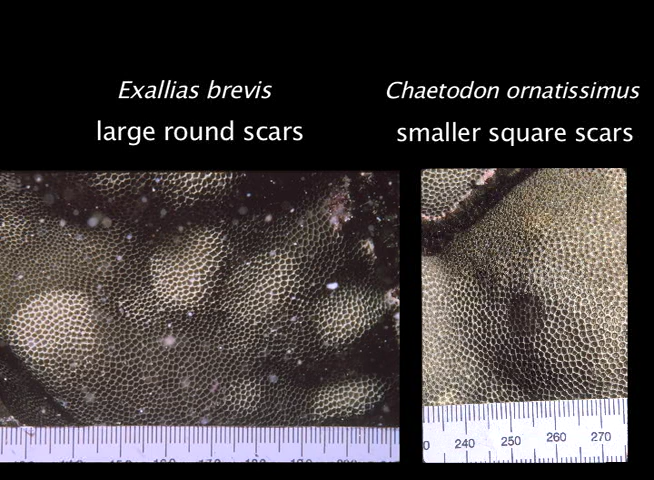 Exallias brevis
large round scars
Chaetodon ornatissimus
smaller square scars
240 250 260 270